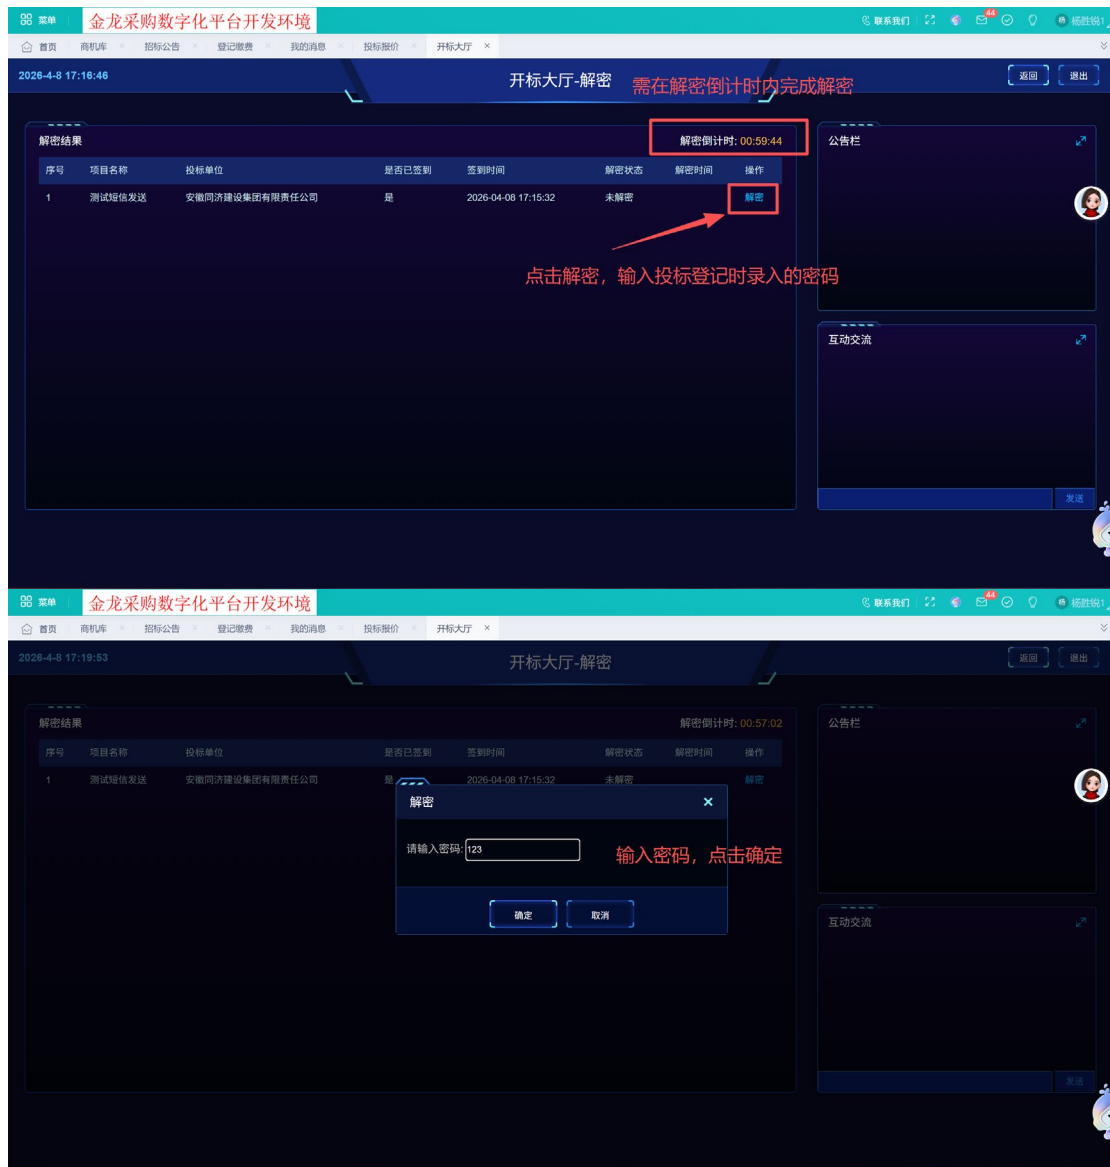 菜单 金龙采购数字化平台开发环境 联系我们 44 杨 杨胜锐1
首页 商机库 × 招标公告 × 登记缴费 × 我的消息 × 投标报价 × 开标大厅 ×
2026-4-8 17:16:46 开标大厅-解密 返回 退出
需在解密倒计时内完成解密
解密结果 解密倒计时: 00:59:44 公告栏
序号 项目名称 投标单位 是否已签到 签到时间 解密状态 解密时间 操作
1 测试短信发送 安徽同济建设集团有限责任公司 是 2026-04-08 17:15:32 未解密 解密
点击解密，输入投标登记时录入的密码
互动交流
发送
菜单 金龙采购数字化平台开发环境 联系我们 44 杨 杨胜锐1
首页 商机库 × 招标公告 × 登记缴费 × 我的消息 × 投标报价 × 开标大厅 ×
2026-4-8 17:19:53 开标大厅-解密 返回 退出
解密结果 解密倒计时: 00:57:02 公告栏
序号 项目名称 投标单位 是否已签到 签到时间 解密状态 解密时间 操作
1 测试短信发送 安徽同济建设集团有限责任公司 是 2026-04-08 17:15:32 未解密 解密
解密 ×
请输入密码: 123
输入密码，点击确定
确定 取消
互动交流
发送